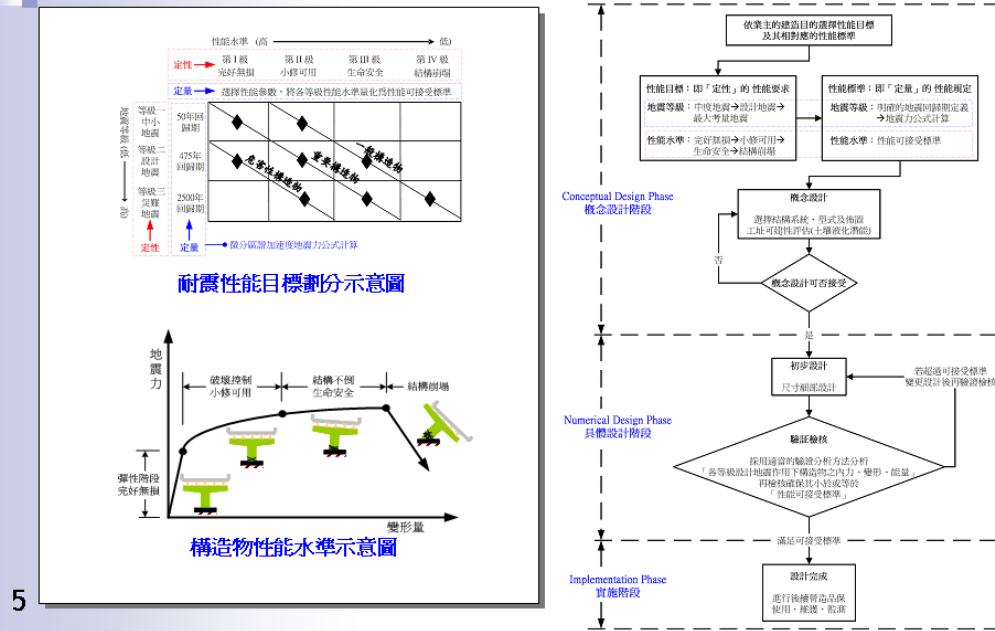 性能水準 (高 低)
定性 第 I 級 第 II 級 第 III 級 第 IV 級
完好無損 小修可用 生命安全 結構崩塌
定量 選擇性能參數，將各等級性能水準量化為性能可接受標準
地震等級 (低 高)
等級一
中小
地震
50年回
歸期
等級二
設計
地震
475年
回歸期
等級三
災難
地震
2500年
回歸期
一般構造物
重要構造物
危害性構造物
定性 定量 微分區譜加速度地震力公式計算
耐震性能目標劃分示意圖
地震力
破壞控制
小修可用
結構不倒
生命安全
結構崩塌
彈性階段
完好無損
變形量
構造物性能水準示意圖
5
依業主的建造目的選擇性能目標
及其相對應的性能標準
性能目標：即「定性」的 性能要求
地震等級：中度地震→設計地震→
最大考量地震
性能水準：完好無損→小修可用→
生命安全→結構崩塌
性能標準：即「定量」的 性能規定
地震等級：明確的地震回歸期定義
→地震力公式計算
性能水準：性能可接受標準
Conceptual Design Phase
概念設計階段
概念設計
選擇結構系統、型式及佈置
工址可建性評估(土壤液化潛能)
否
概念設計可否接受
是
初步設計
尺寸細部設計
若超過可接受標準
變更設計後再驗證檢核
Numerical Design Phase
具體設計階段
驗証檢核
採用適當的驗證分析方法分析
「各等級設計地震作用下構造物之內力、變形、能量」
再檢核確保其小於或等於
「性能可接受標準」
滿足可接受標準
Implementation Phase
實施階段
設計完成
進行後續營造品保
使用、維護、監測